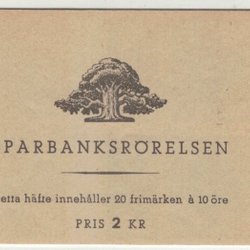 PARBANKSRÖRELSEN
etta häfte innehåller 20 frimärken à 10 öre
PRIS 2 KR